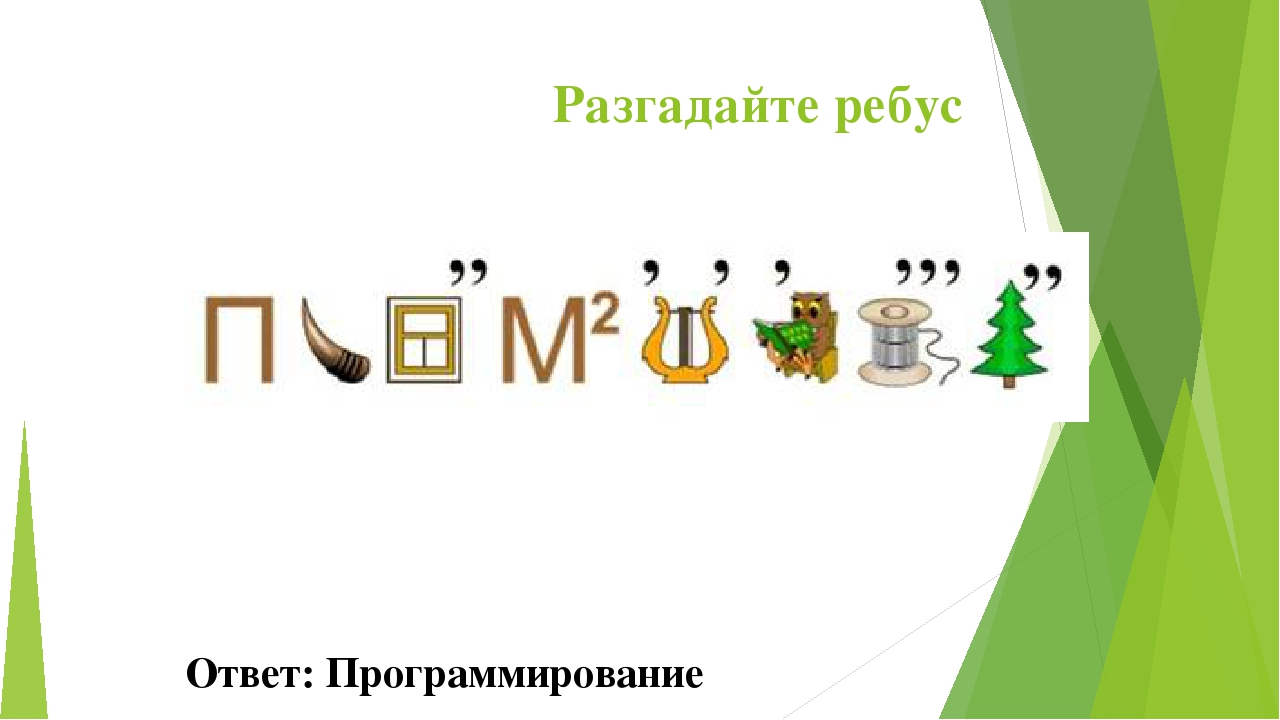 Разгадайте ребус
,, , , , ,,, ,,
П М²
Ответ: Программирование